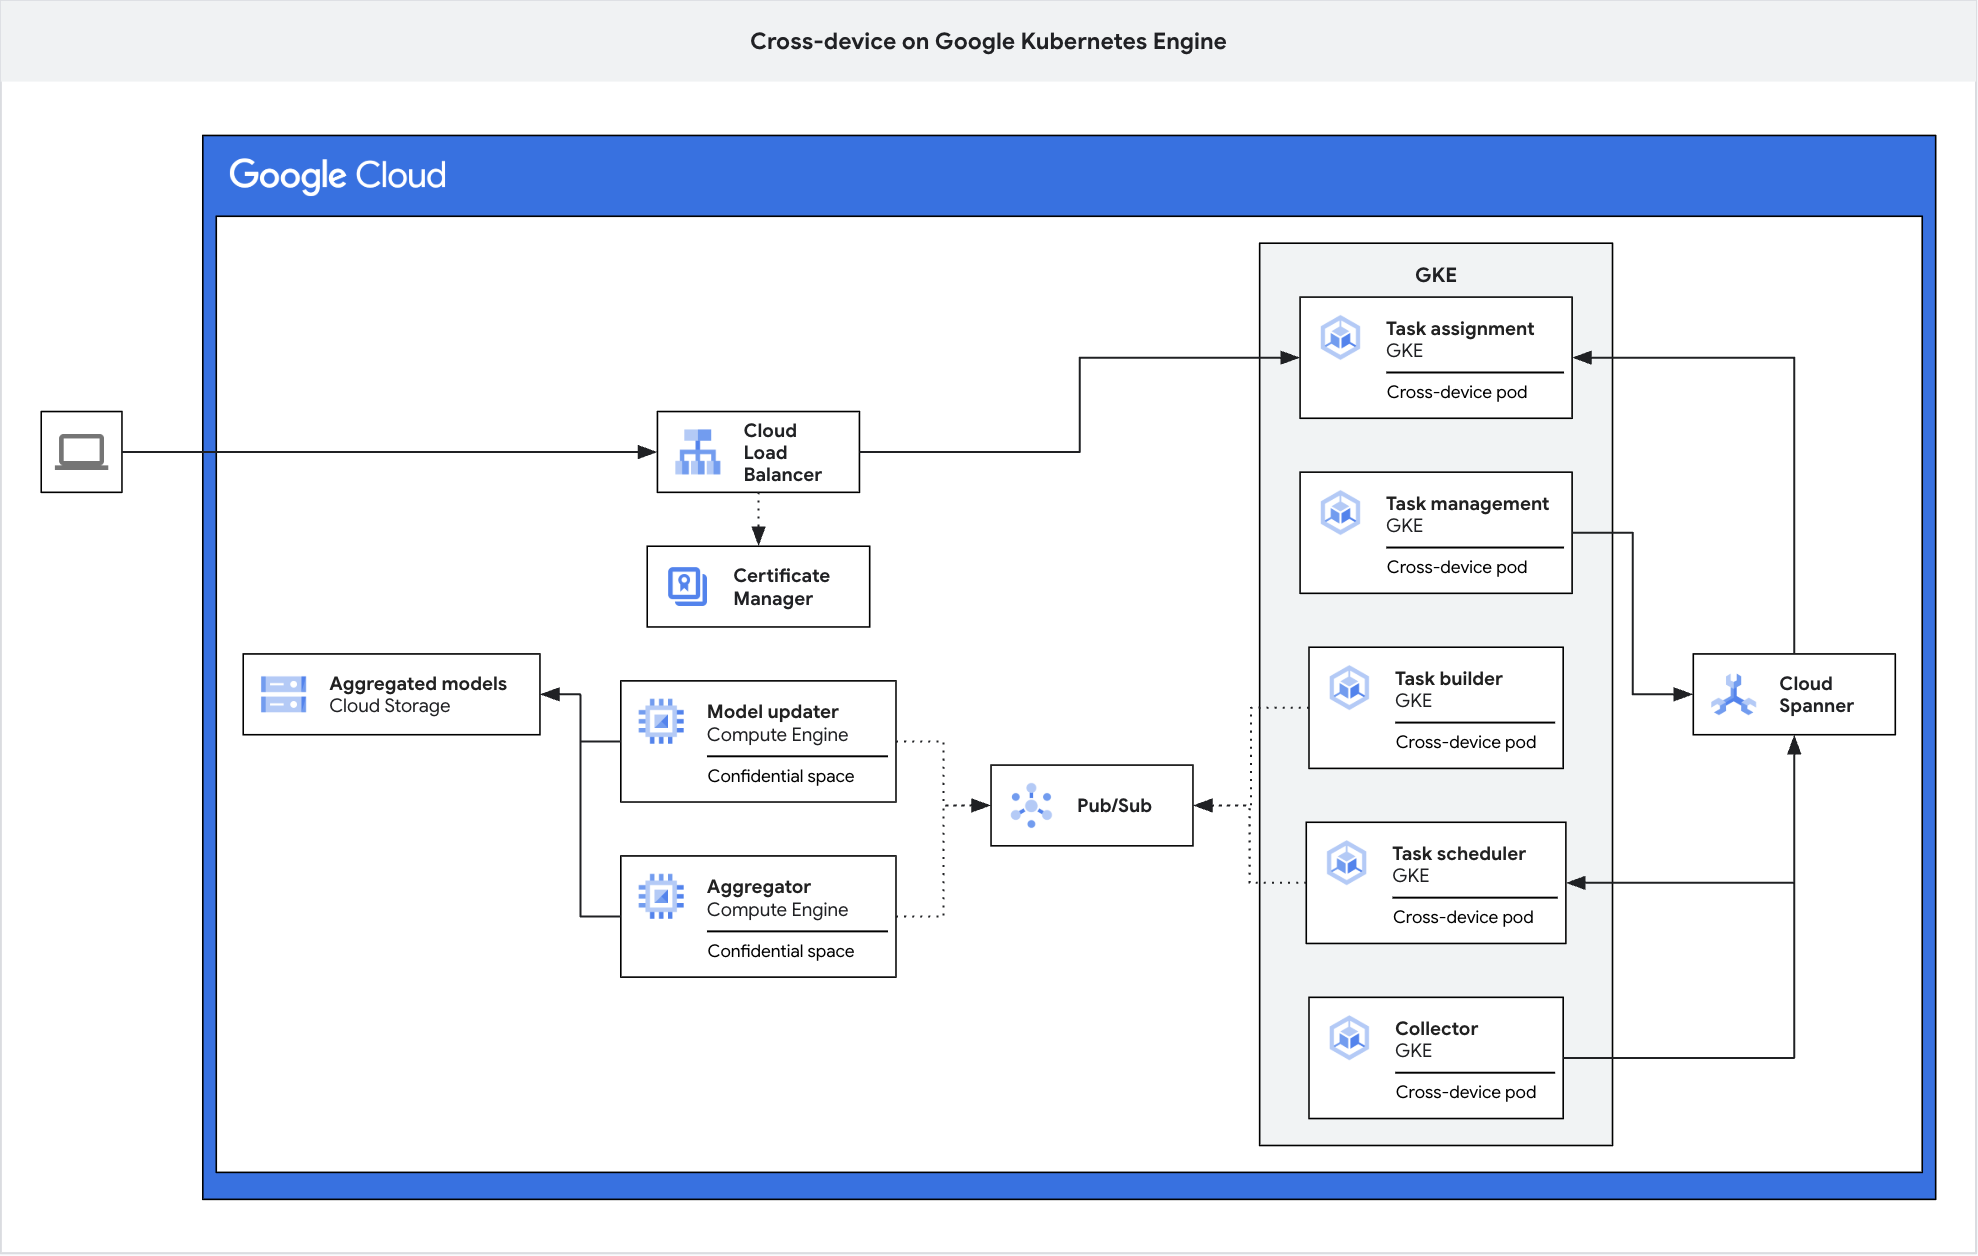 Cross-device on Google Kubernetes Engine
Google Cloud
GKE
Task assignment
GKE
Cross-device pod
Cloud
Load
Balancer
Task management
GKE
Cross-device pod
Certificate
Manager
Aggregated models
Cloud Storage
Model updater
Compute Engine
Confidential space
Task builder
GKE
Cross-device pod
Cloud
Spanner
Pub/Sub
Aggregator
Compute Engine
Confidential space
Task scheduler
GKE
Cross-device pod
Collector
GKE
Cross-device pod